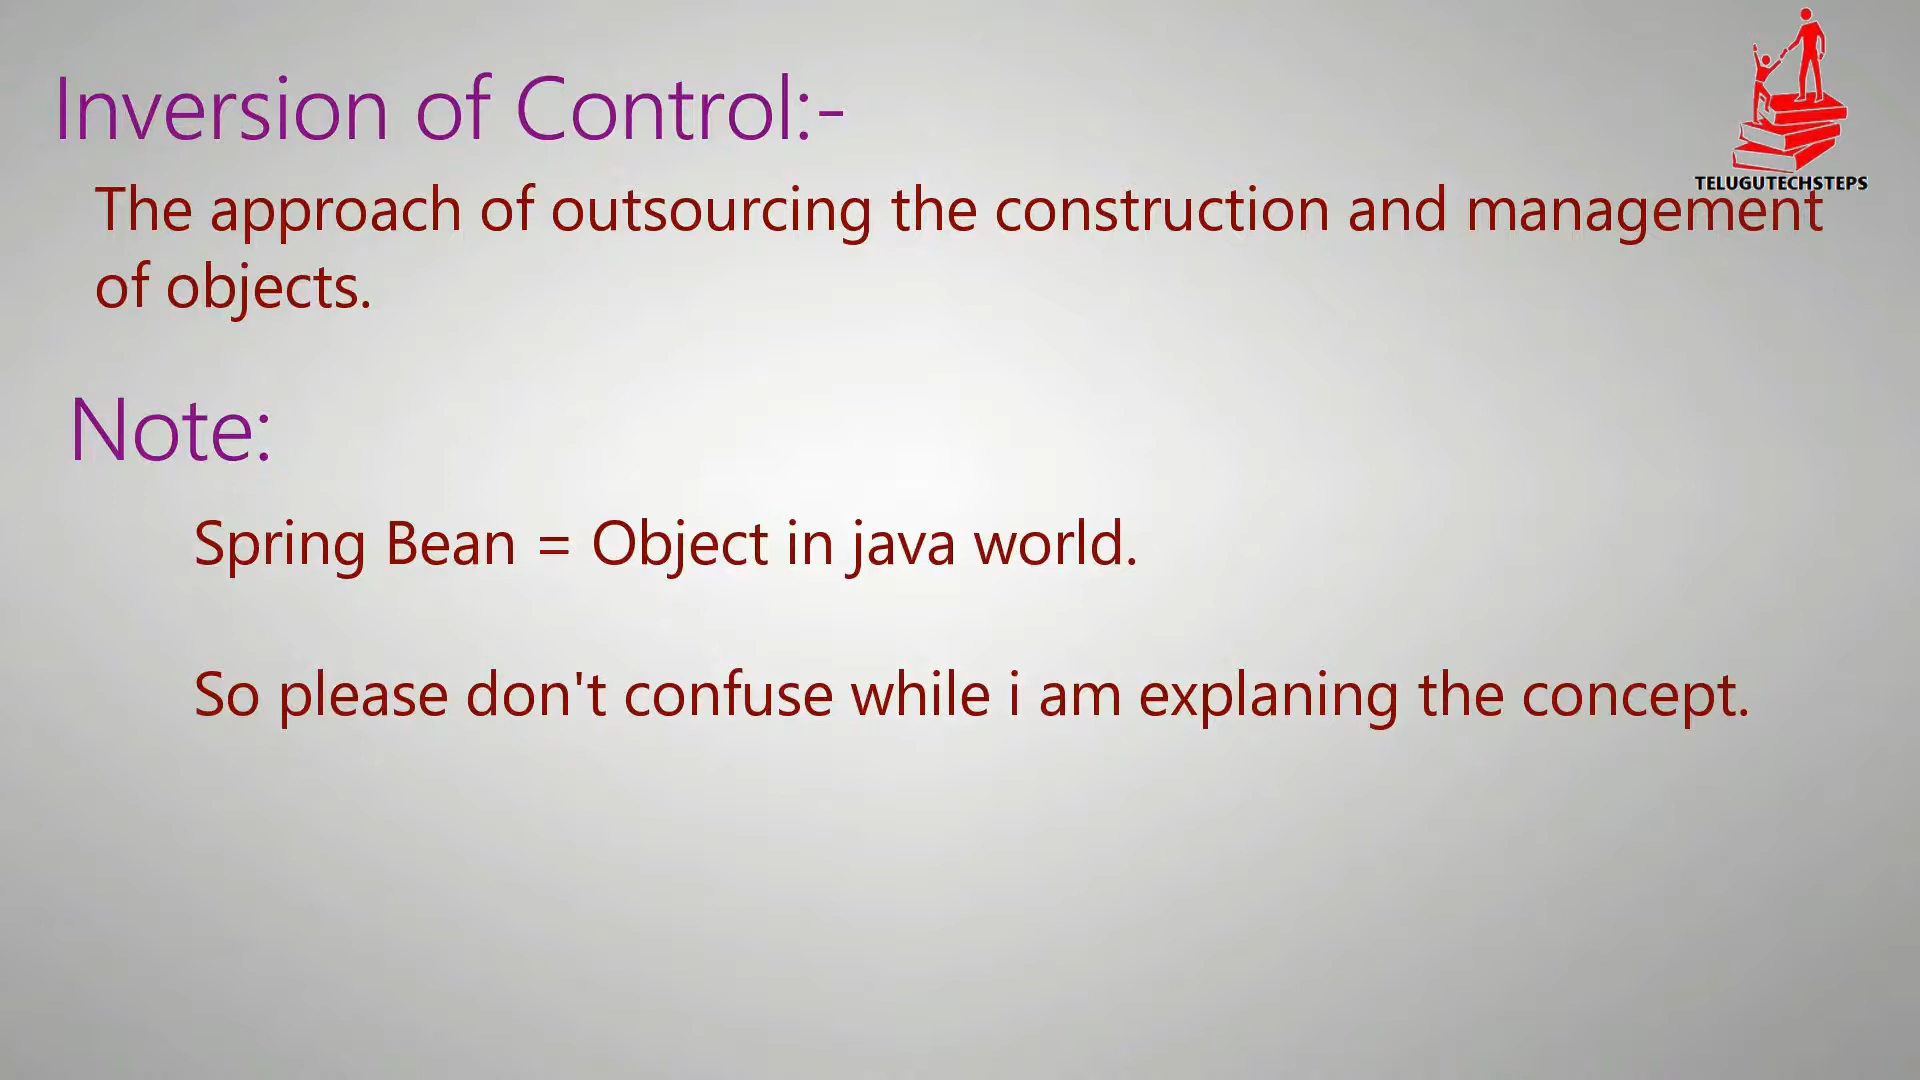 TELUGUTECHSTEPS
Inversion of Control:-
The approach of outsourcing the construction and management
of objects.
Note:
Spring Bean = Object in java world.
So please don't confuse while i am explaning the concept.